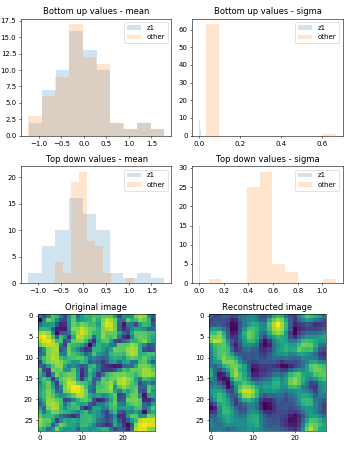 Bottom up values - mean
Bottom up values - sigma
17.5
15.0
12.5
10.0
7.5
5.0
2.5
0.0
z1
other
−1.0 −0.5 0.0 0.5 1.0 1.5
60
50
40
30
20
10
0
z1
other
0.0 0.2 0.4 0.6
Top down values - mean
Top down values - sigma
20
15
10
5
0
z1
other
−1.0 −0.5 0.0 0.5 1.0 1.5
30
25
20
15
10
5
0
z1
other
0.0 0.2 0.4 0.6 0.8 1.0
Original image
Reconstructed image
0
5
10
15
20
25
0 10 20
0
5
10
15
20
25
0 10 20